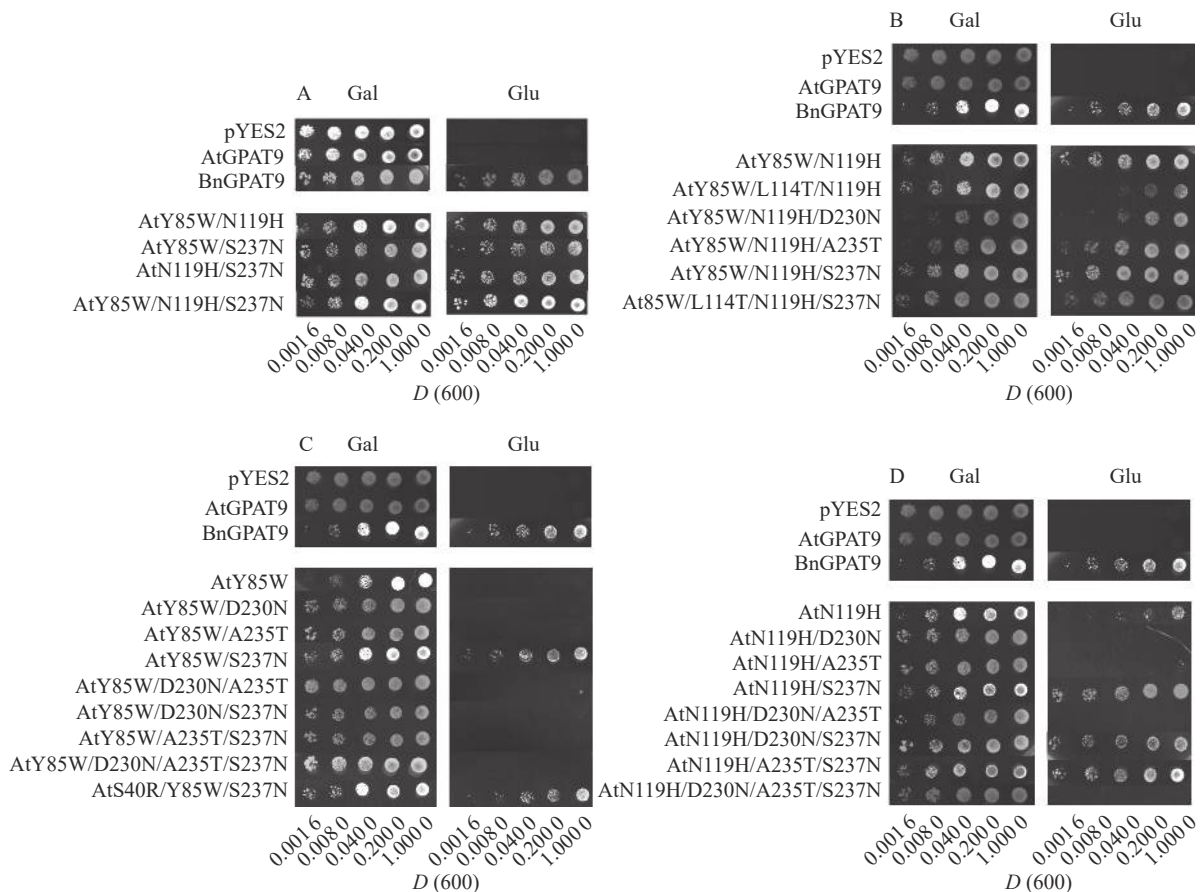 A Gal Glu
pYES2
AtGPAT9
BnGPAT9
AtY85W/N119H
AtY85W/S237N
AtN119H/S237N
AtY85W/N119H/S237N
0.001 6 0.008 0 0.040 0 0.200 0 1.000 0 0.001 6 0.008 0 0.040 0 0.200 0 1.000 0
D (600)
B Gal Glu
pYES2
AtGPAT9
BnGPAT9
AtY85W/N119H
AtY85W/L114T/N119H
AtY85W/N119H/D230N
AtY85W/N119H/A235T
AtY85W/N119H/S237N
At85W/L114T/N119H/S237N
0.001 6 0.008 0 0.040 0 0.200 0 1.000 0 0.001 6 0.008 0 0.040 0 0.200 0 1.000 0
D (600)
C Gal Glu
pYES2
AtGPAT9
BnGPAT9
AtY85W
AtY85W/D230N
AtY85W/A235T
AtY85W/S237N
AtY85W/D230N/A235T
AtY85W/D230N/S237N
AtY85W/A235T/S237N
AtY85W/D230N/A235T/S237N
AtS40R/Y85W/S237N
0.001 6 0.008 0 0.040 0 0.200 0 1.000 0 0.001 6 0.008 0 0.040 0 0.200 0 1.000 0
D (600)
D Gal Glu
pYES2
AtGPAT9
BnGPAT9
AtN119H
AtN119H/D230N
AtN119H/A235T
AtN119H/S237N
AtN119H/D230N/A235T
AtN119H/D230N/S237N
AtN119H/A235T/S237N
AtN119H/D230N/A235T/S237N
0.001 6 0.008 0 0.040 0 0.200 0 1.000 0 0.001 6 0.008 0 0.040 0 0.200 0 1.000 0
D (600)